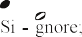 Si - gnore;